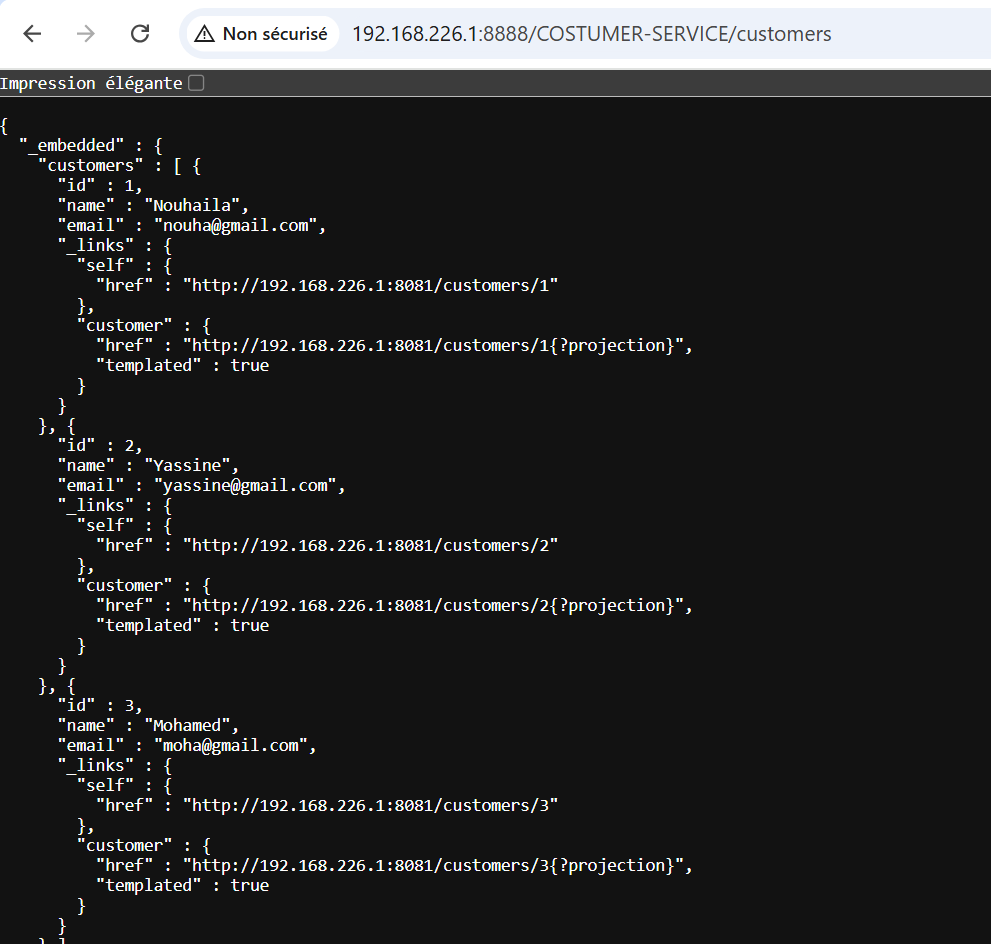 Non sécurisé 192.168.226.1:8888/COSTUMER-SERVICE/customers
Impression élégante
{
  "_embedded" : {
    "customers" : [ {
      "id" : 1,
      "name" : "Nouhaila",
      "email" : "nouha@gmail.com",
      "_links" : {
        "self" : {
          "href" : "http://192.168.226.1:8081/customers/1"
        },
        "customer" : {
          "href" : "http://192.168.226.1:8081/customers/1{?projection}",
          "templated" : true
        }
      }
    }, {
      "id" : 2,
      "name" : "Yassine",
      "email" : "yassine@gmail.com",
      "_links" : {
        "self" : {
          "href" : "http://192.168.226.1:8081/customers/2"
        },
        "customer" : {
          "href" : "http://192.168.226.1:8081/customers/2{?projection}",
          "templated" : true
        }
      }
    }, {
      "id" : 3,
      "name" : "Mohamed",
      "email" : "moha@gmail.com",
      "_links" : {
        "self" : {
          "href" : "http://192.168.226.1:8081/customers/3"
        },
        "customer" : {
          "href" : "http://192.168.226.1:8081/customers/3{?projection}",
          "templated" : true
        }
      }
    } ]